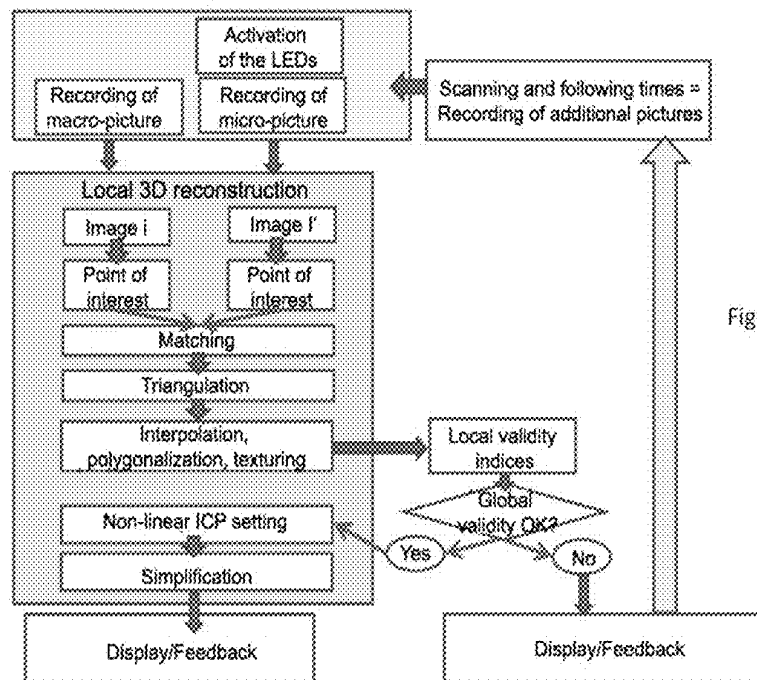 Activation
of the LEDs
Recording of
macro-picture
Recording of
micro-picture
Scanning and following times =
Recording of additional pictures
Local 3D reconstruction
Image i
Image I'
Point of
interest
Point of
interest
Matching
Triangulation
Interpolation,
polygonalization, texturing
Local validity
indices
Global
validity OK?
Non-linear ICP setting
Yes
No
Simplification
Display/Feedback
Display/Feedback
Fig